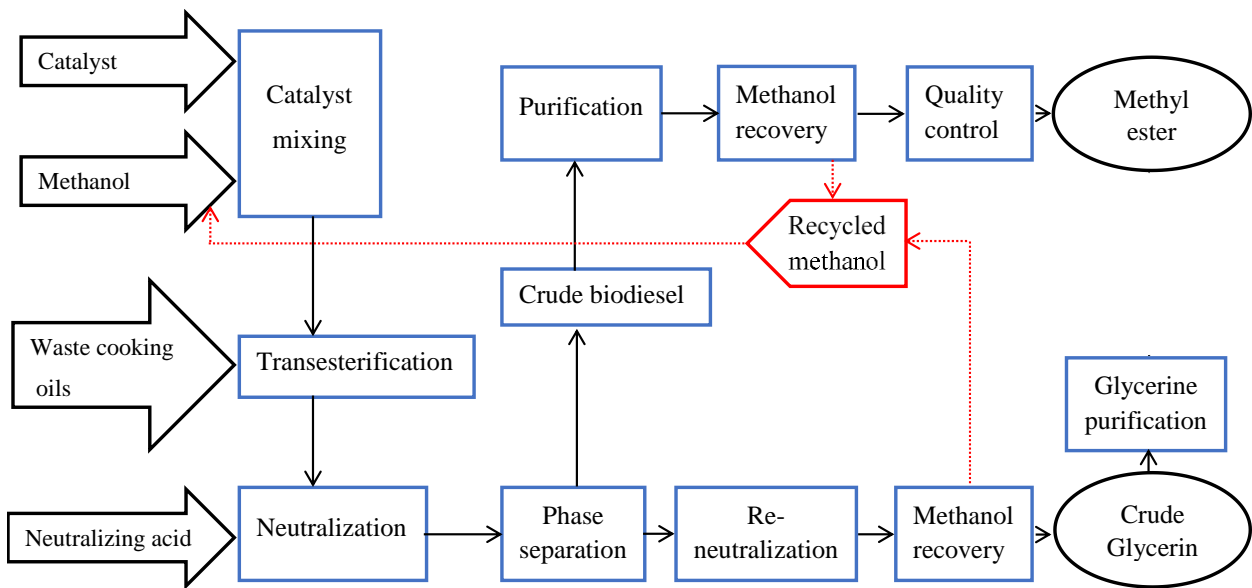 Catalyst
Catalyst
mixing
Methanol
Purification
Methanol
recovery
Quality
control
Methyl
ester
Recycled
methanol
Crude biodiesel
Waste cooking
oils
Transesterification
Glycerine
purification
Neutralizing acid
Neutralization
Phase
separation
Re-
neutralization
Methanol
recovery
Crude
Glycerin